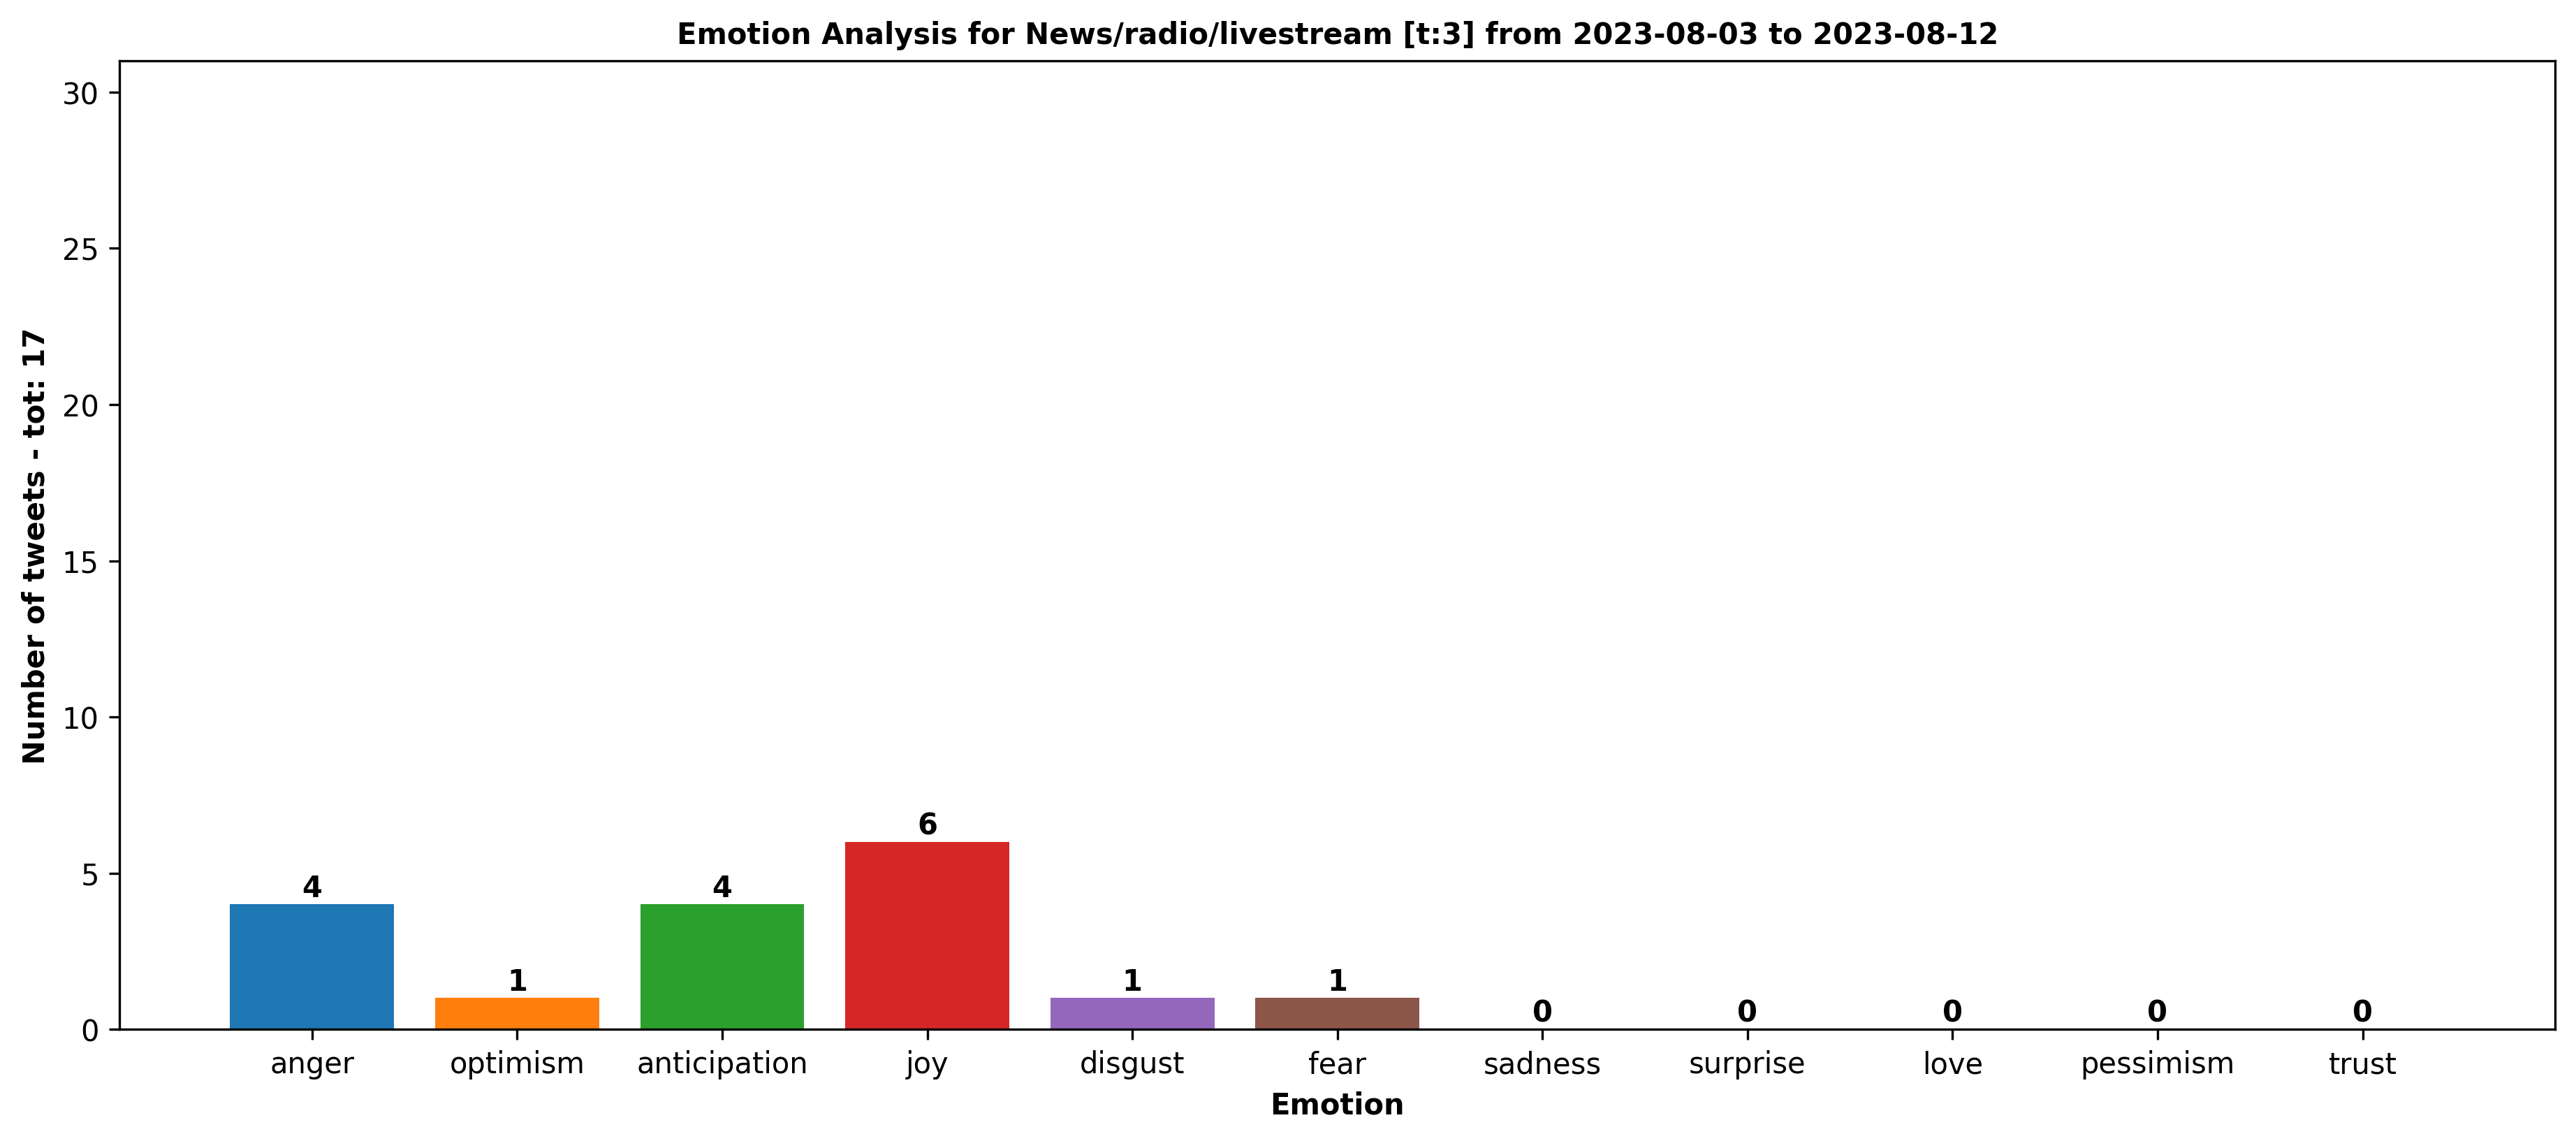 Emotion Analysis for News/radio/livestream [t:3] from 2023-08-03 to 2023-08-12
Number of tweets - tot: 17
30
25
20
15
10
5
0
4
1
4
6
1
1
0
0
0
0
0
anger
optimism
anticipation
joy
disgust
fear
sadness
surprise
love
pessimism
trust
Emotion